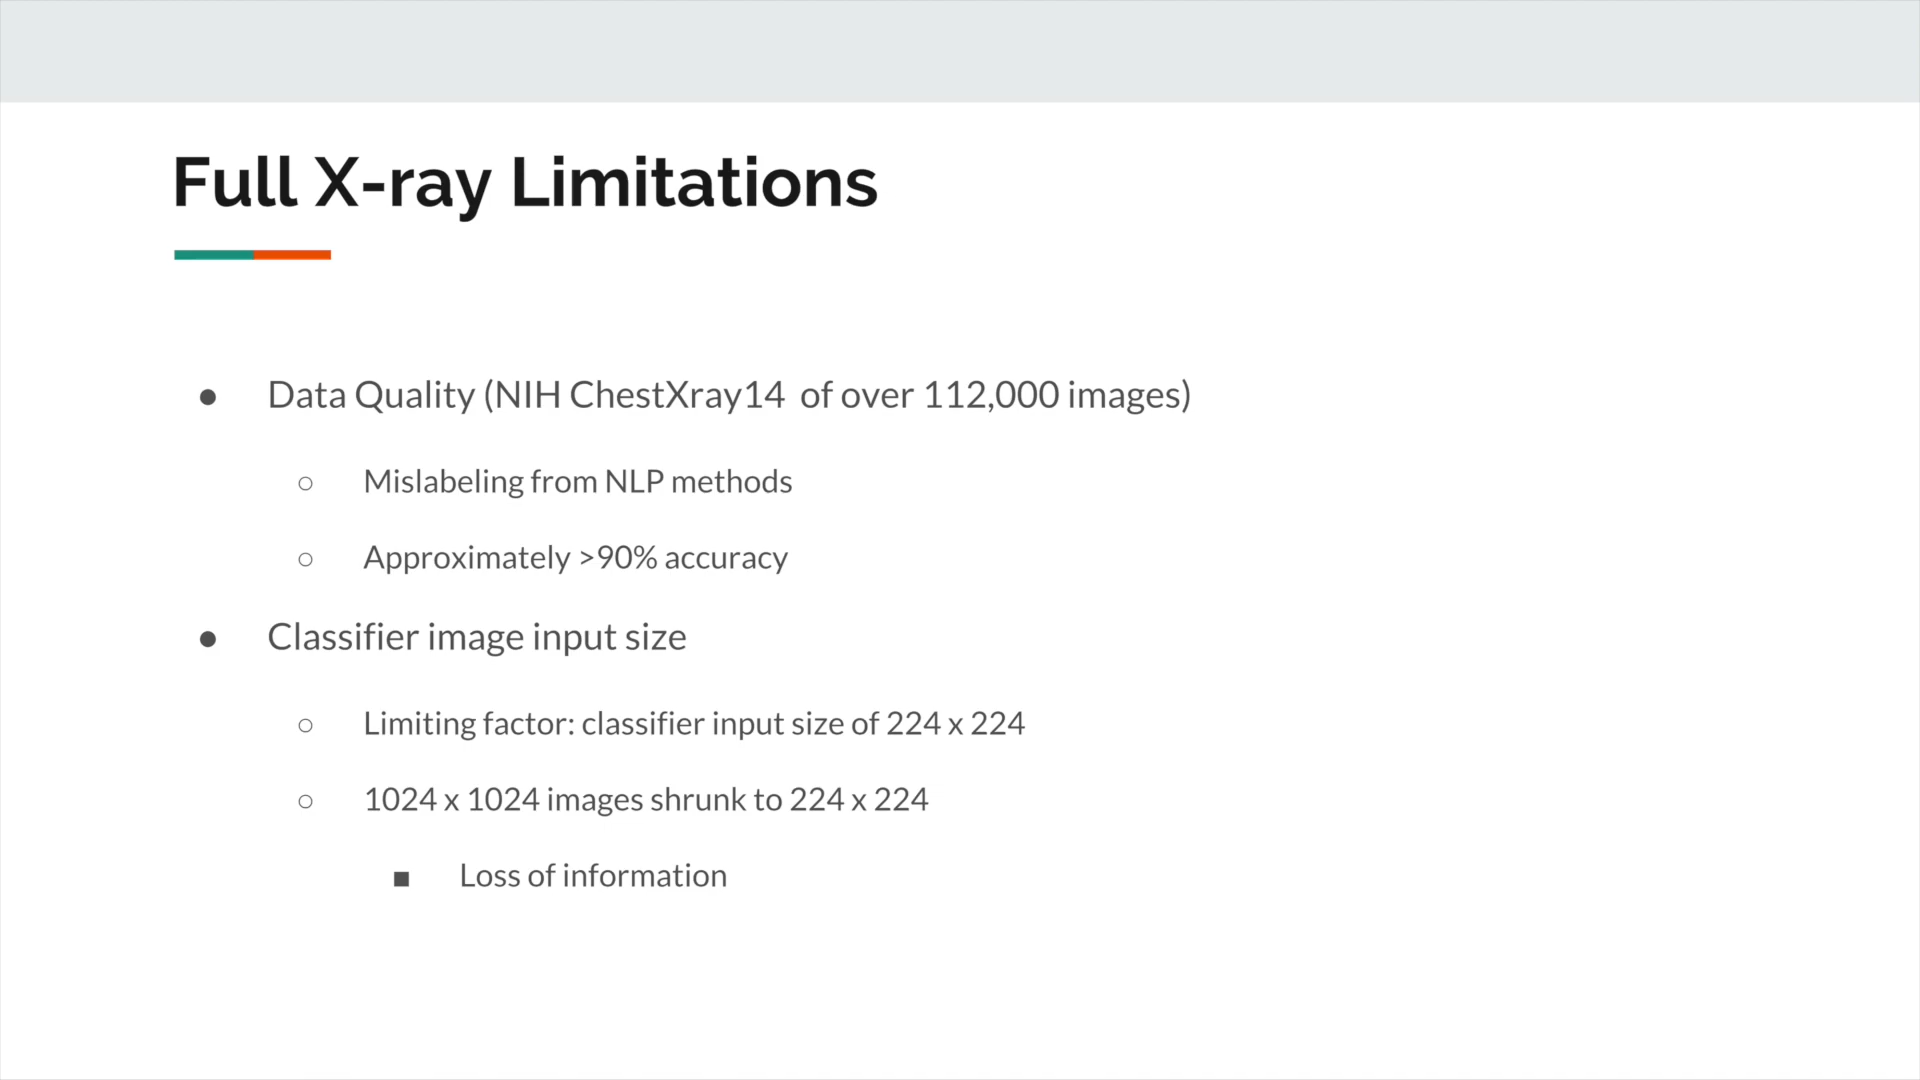 Full X-ray Limitations
● Data Quality (NIH ChestXray14 of over 112,000 images)
○ Mislabeling from NLP methods
○ Approximately >90% accuracy
● Classifier image input size
○ Limiting factor: classifier input size of 224 x 224
○ 1024 x 1024 images shrunk to 224 x 224
■ Loss of information